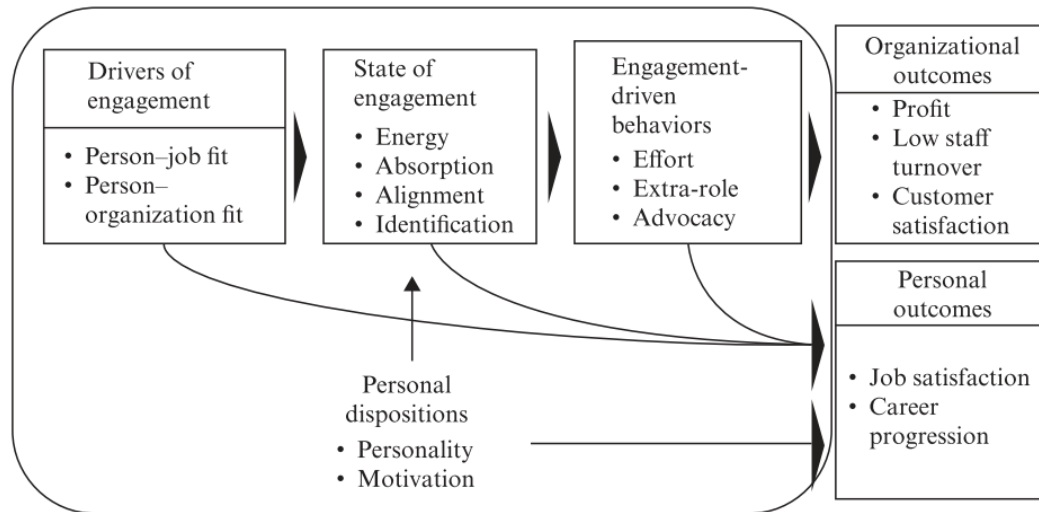 Drivers of
engagement
• Person–job fit
• Person–
organization fit
State of
engagement
• Energy
• Absorption
• Alignment
• Identification
Engagement-
driven
behaviors
• Effort
• Extra-role
• Advocacy
Organizational
outcomes
• Profit
• Low staff
turnover
• Customer
satisfaction
Personal
dispositions
• Personality
• Motivation
Personal
outcomes
• Job satisfaction
• Career
progression